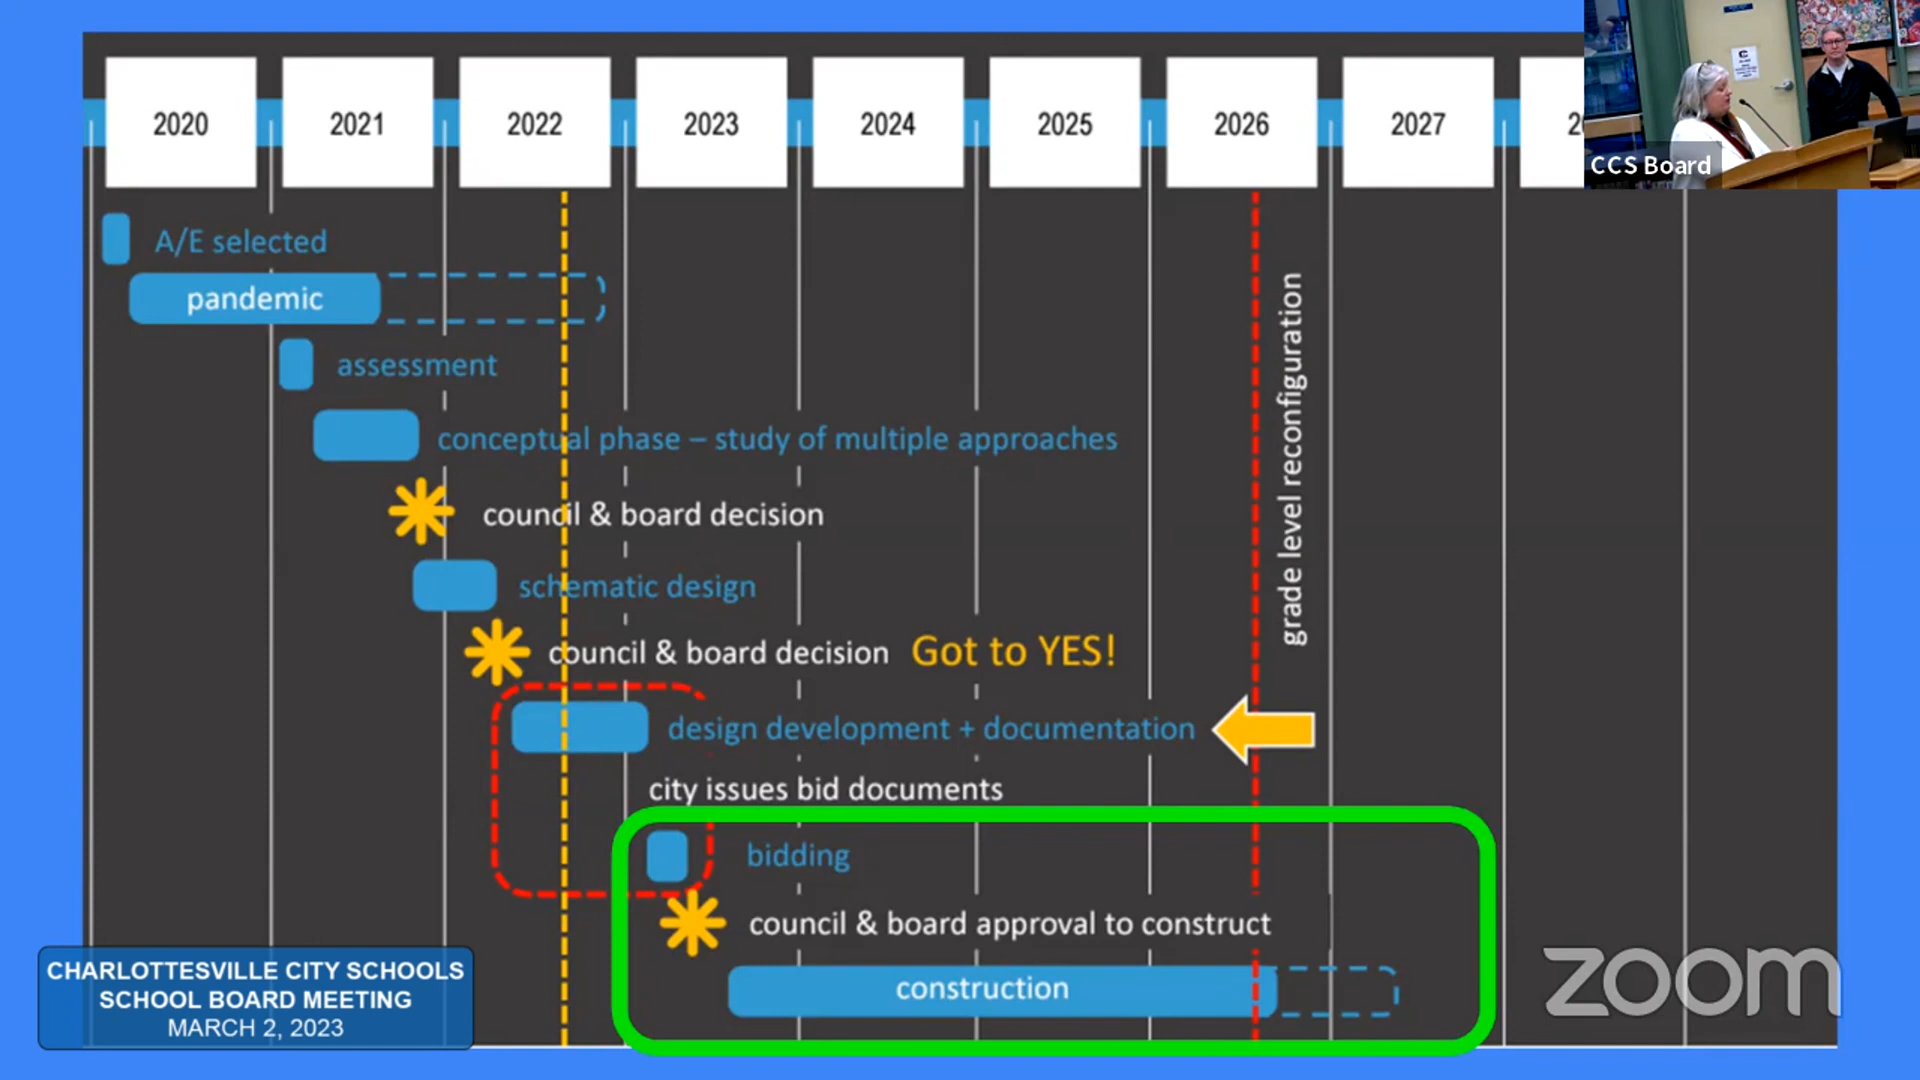 2020
2021
2022
2023
2024
2025
2026
2027
CCS Board
A/E selected
pandemic
assessment
conceptual phase – study of multiple approaches
council & board decision
schematic design
council & board decision Got to YES!
design development + documentation
city issues bid documents
bidding
council & board approval to construct
construction
grade level reconfiguration
CHARLOTTESVILLE CITY SCHOOLS
SCHOOL BOARD MEETING
MARCH 2, 2023
zoom